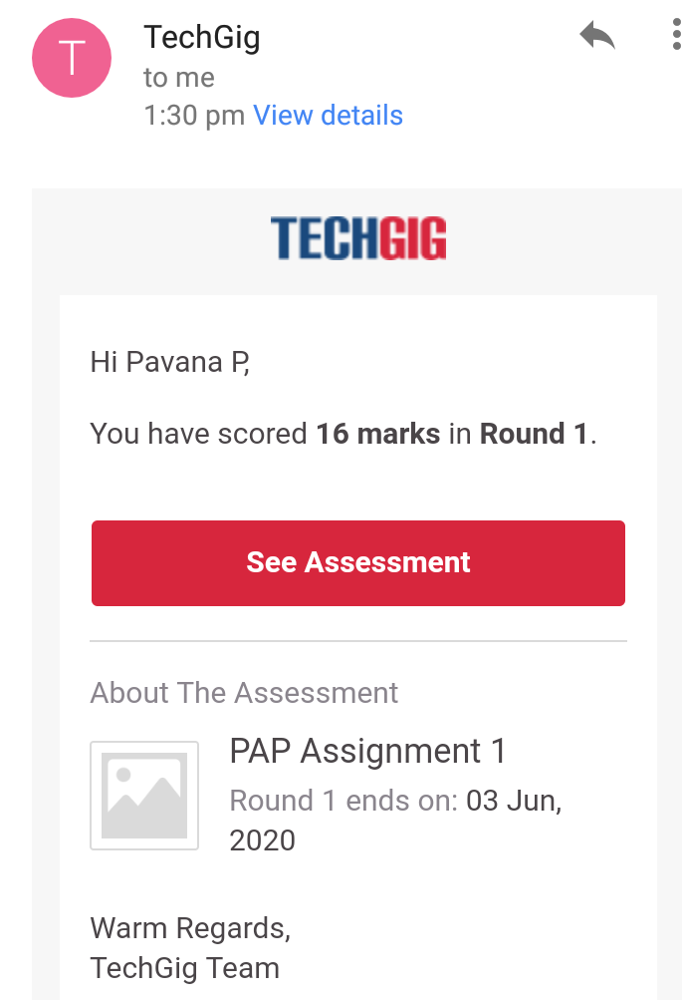 T
TechGig
to me
1:30 pm View details
TECHGIG
Hi Pavana P,
You have scored 16 marks in Round 1.
See Assessment
About The Assessment
PAP Assignment 1
Round 1 ends on: 03 Jun,
2020
Warm Regards,
TechGig Team